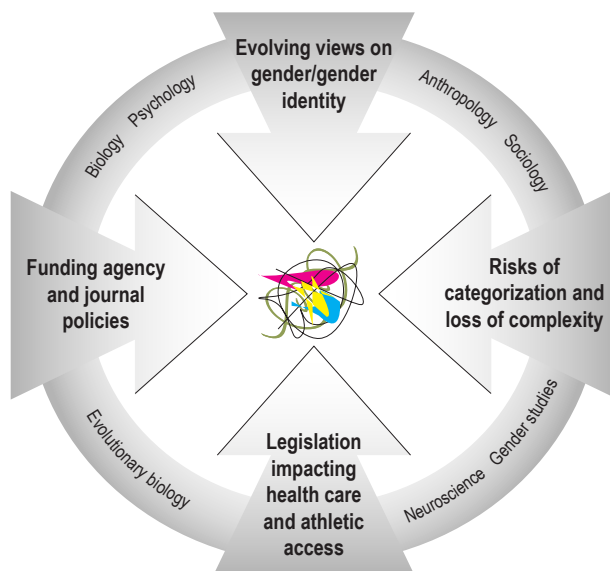 Evolving views on
gender/gender
identity
Biology
Psychology
Anthropology
Sociology
Funding agency
and journal
policies
Risks of
categorization and
loss of complexity
Evolutionary biology
Legislation
impacting
health care
and athletic
access
Neuroscience
Gender studies